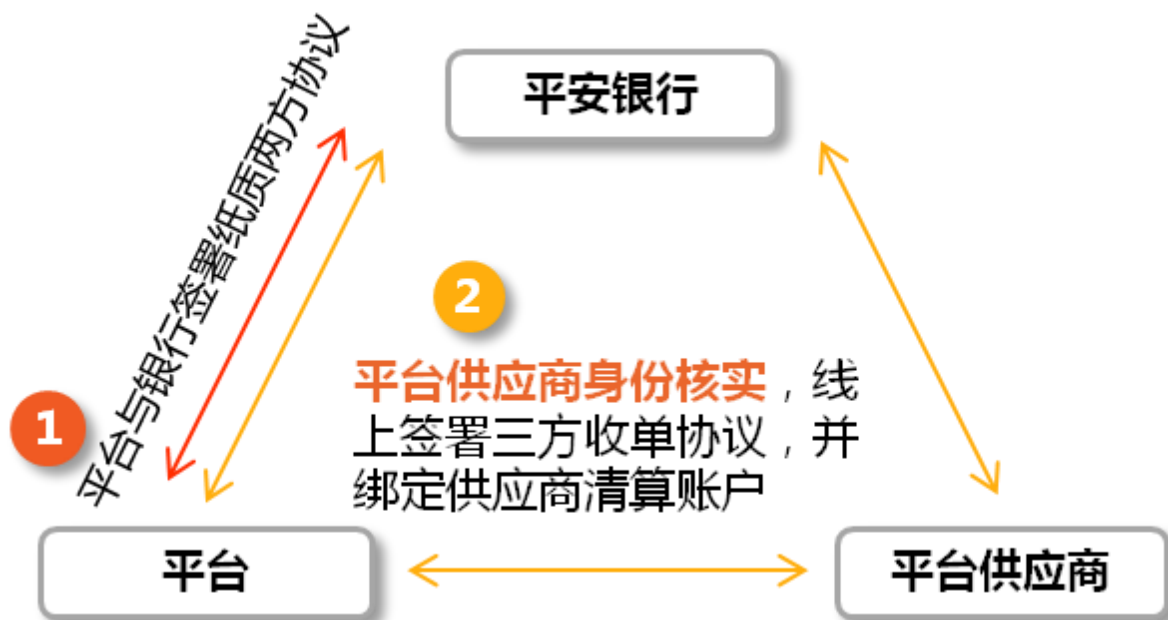 平安银行
平台与银行签署纸质两方协议
1
2
平台供应商身份核实，线
上签署三方收单协议，并
绑定供应商清算账户
平台
平台供应商